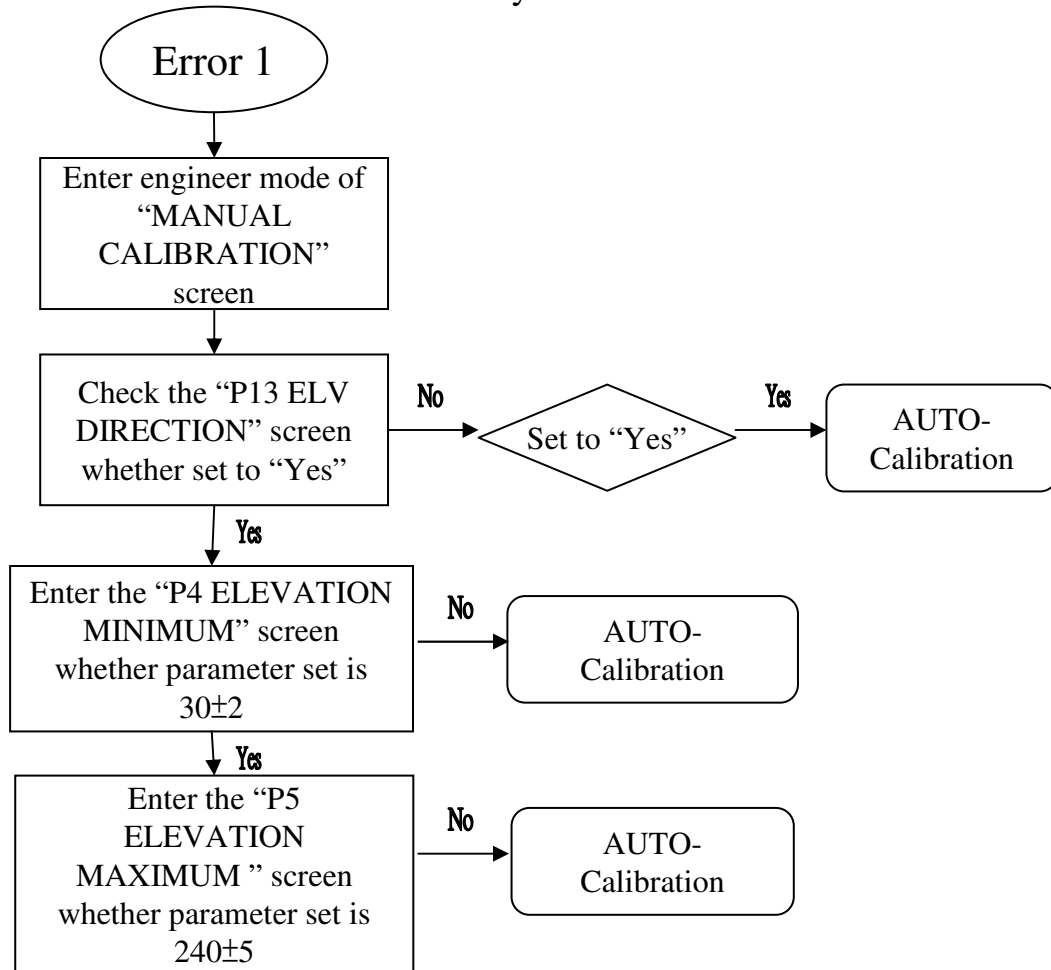 Error 1
Enter engineer mode of
“MANUAL
CALIBRATION”
screen
Check the “P13 ELV
DIRECTION” screen
whether set to “Yes”
No
Set to “Yes”
Yes
AUTO-
Calibration
Yes
Enter the “P4 ELEVATION
MINIMUM” screen
whether parameter set is
30±2
No
AUTO-
Calibration
Yes
Enter the “P5
ELEVATION
MAXIMUM ” screen
whether parameter set is
240±5
No
AUTO-
Calibration